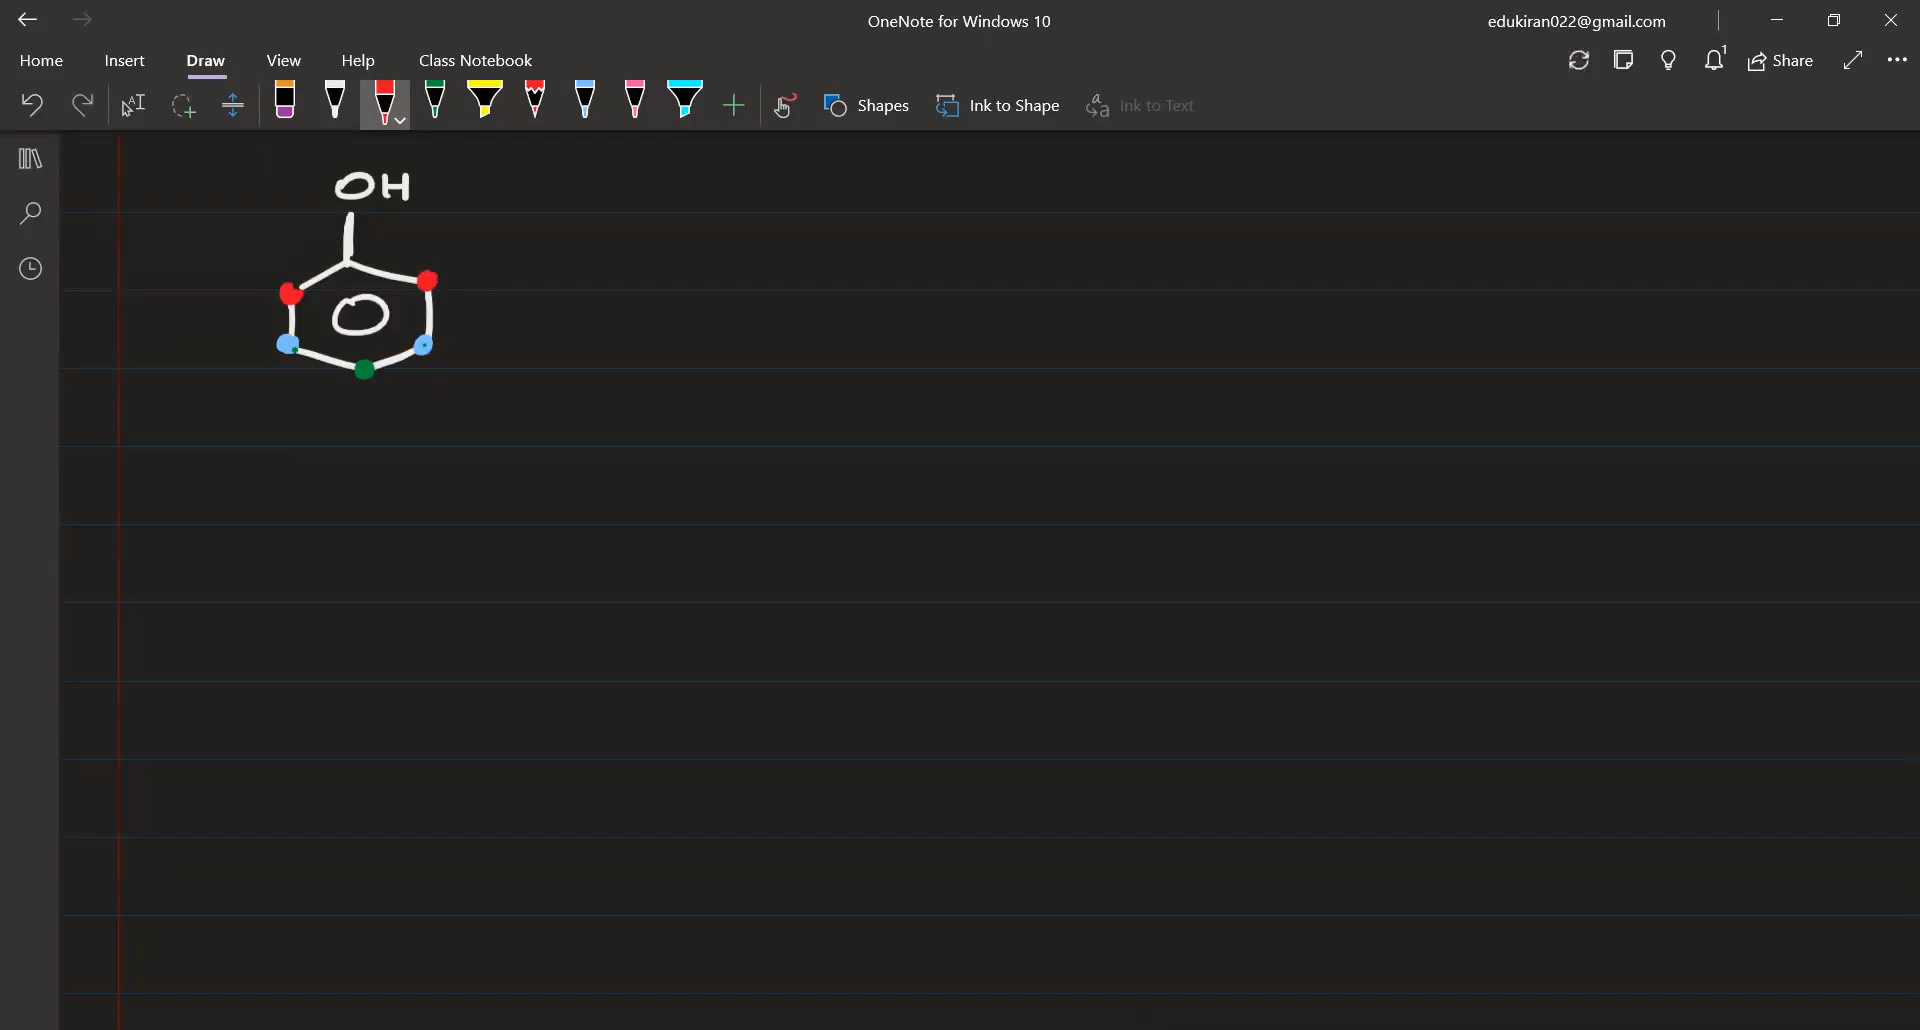 OneNote for Windows 10
edukiran022@gmail.com
Home Insert Draw View Help Class Notebook
1
Share
Shapes Ink to Shape Ink to Text
OH